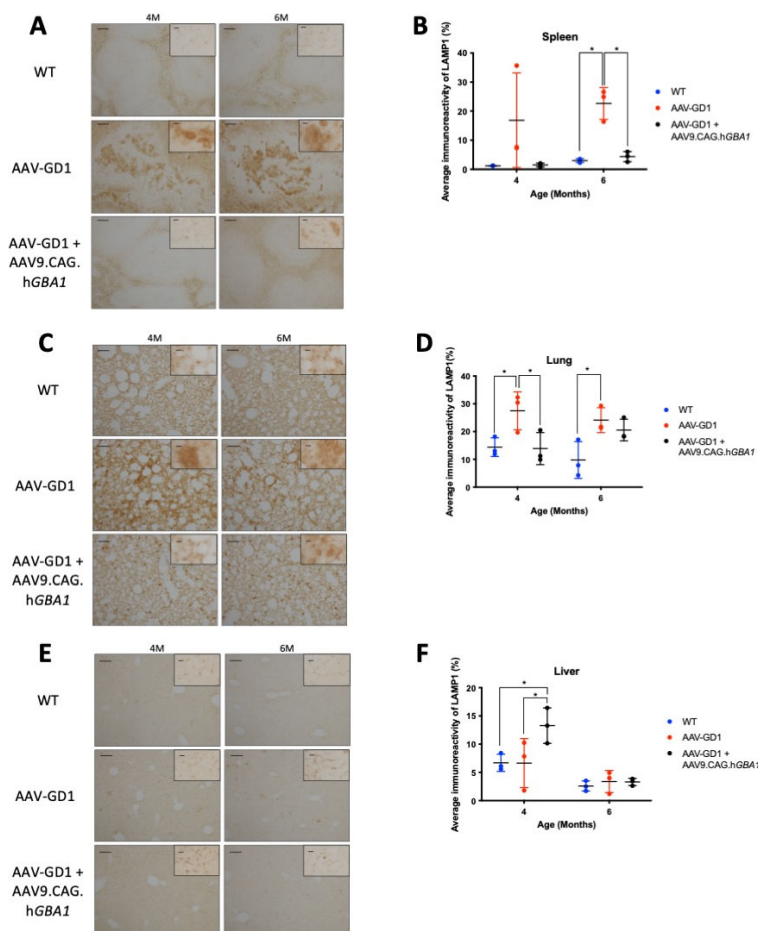 A
4M
6M
WT
AAV-GD1
AAV-GD1 +
AAV9.CAG.
hGBA1
B
Spleen
Average immunoreactivity of LAMP1 (%)
50
40
30
20
10
0
*
*
4
6
Age (Months)
WT
AAV-GD1
AAV-GD1 +
AAV9.CAG.hGBA1
C
4M
6M
WT
AAV-GD1
AAV-GD1 +
AAV9.CAG.
hGBA1
D
Lung
Average immunoreactivity of LAMP1(%)
40
30
20
10
0
*
*
*
4
6
Age (Months)
WT
AAV-GD1
AAV-GD1 +
AAV9.CAG.hGBA1
E
4M
6M
WT
AAV-GD1
AAV-GD1 +
AAV9.CAG.
hGBA1
F
Liver
Average immunoreactivity of LAMP1 (%)
20
15
10
5
0
*
*
4
6
Age (Months)
WT
AAV-GD1
AAV-GD1 +
AAV9.CAG.hGBA1